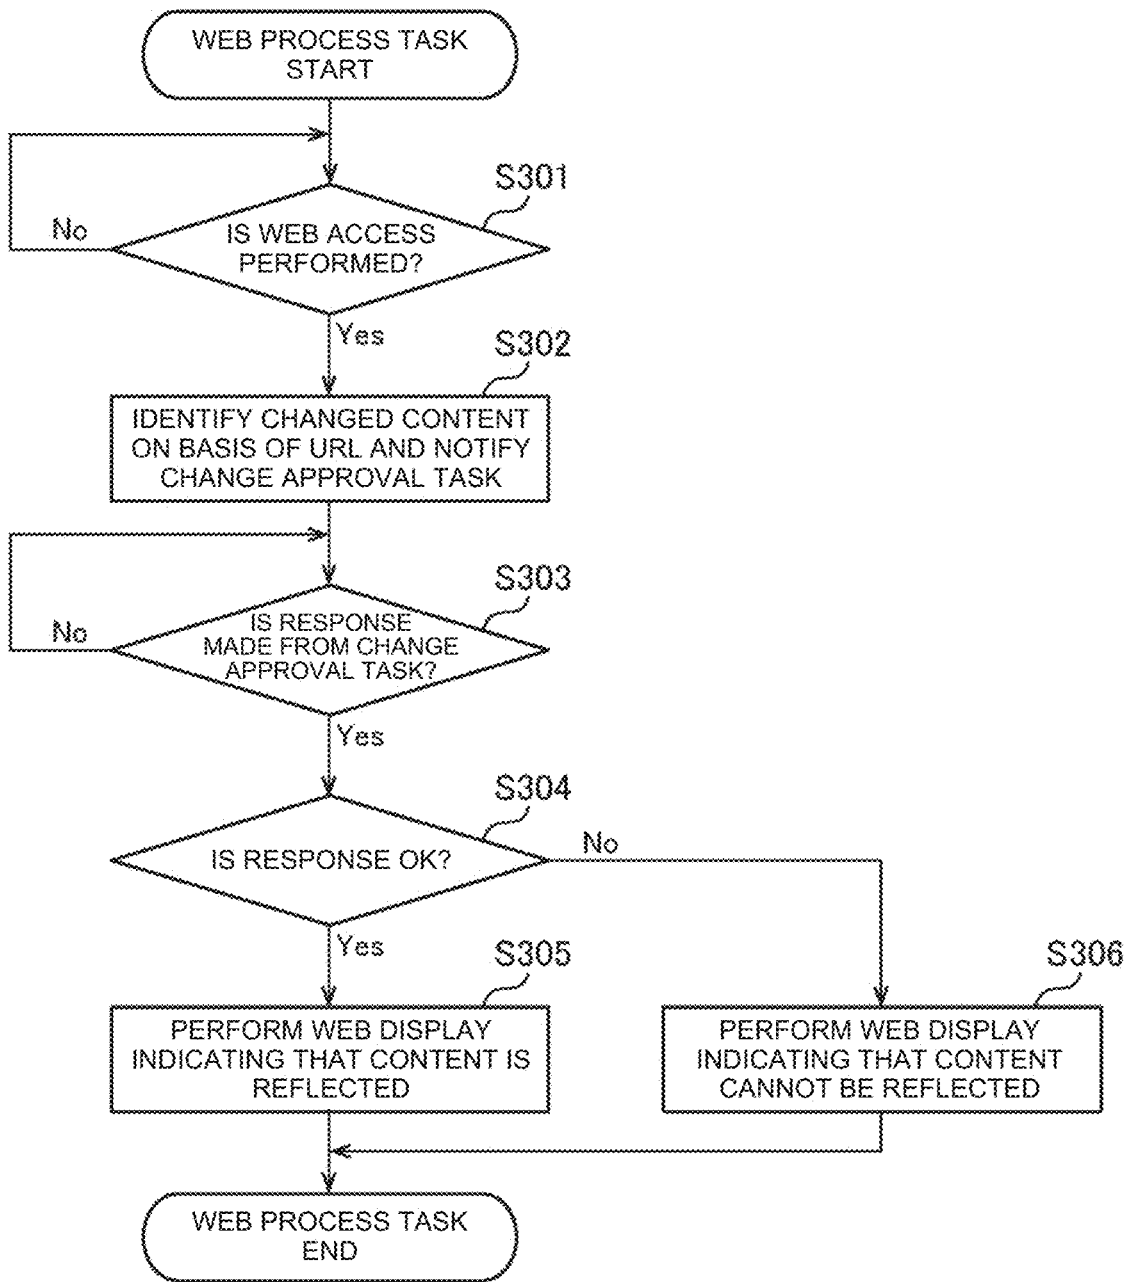 WEB PROCESS TASK
START
S301
No
IS WEB ACCESS
PERFORMED?
Yes
S302
IDENTIFY CHANGED CONTENT
ON BASIS OF URL AND NOTIFY
CHANGE APPROVAL TASK
S303
No
IS RESPONSE
MADE FROM CHANGE
APPROVAL TASK?
Yes
S304
No
IS RESPONSE OK?
Yes
S305
S306
PERFORM WEB DISPLAY
INDICATING THAT CONTENT IS
REFLECTED
PERFORM WEB DISPLAY
INDICATING THAT CONTENT
CANNOT BE REFLECTED
WEB PROCESS TASK
END